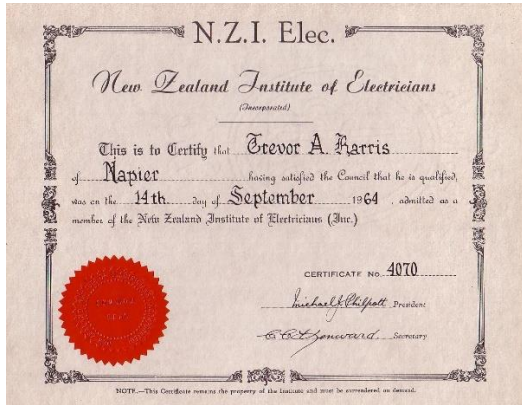 N.Z.I. Elec.
New Zealand Institute of Electricians
(Incorporated)
This is to Certify that Trevor A. Harris
of Napier having satisfied the Council that he is qualified,
was on the 14th day of September 1964, admitted as a
member of the New Zealand Institute of Electricians (Inc.)
CERTIFICATE No. 4070
Michael J Philpott President
Secretary
NOTE.—This Certificate remains the property of the Institute and must be surrendered on demand.